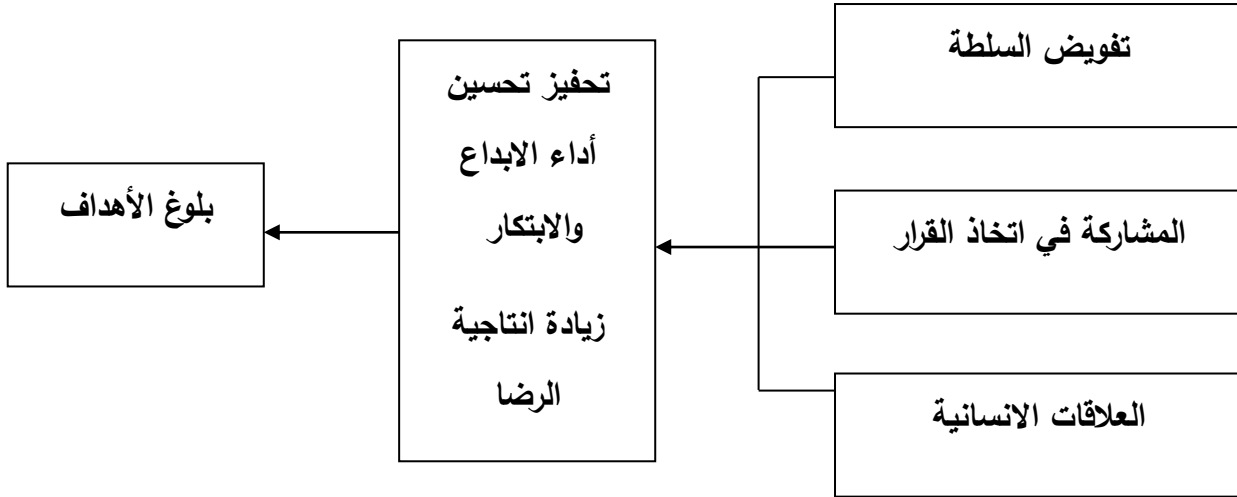 تفويض السلطة
المشاركة في اتخاذ القرار
العلاقات الانسانية
تحفيز تحسين
أداء الابداع
والابتكار
زيادة انتاجية
الرضا
بلوغ الأهداف